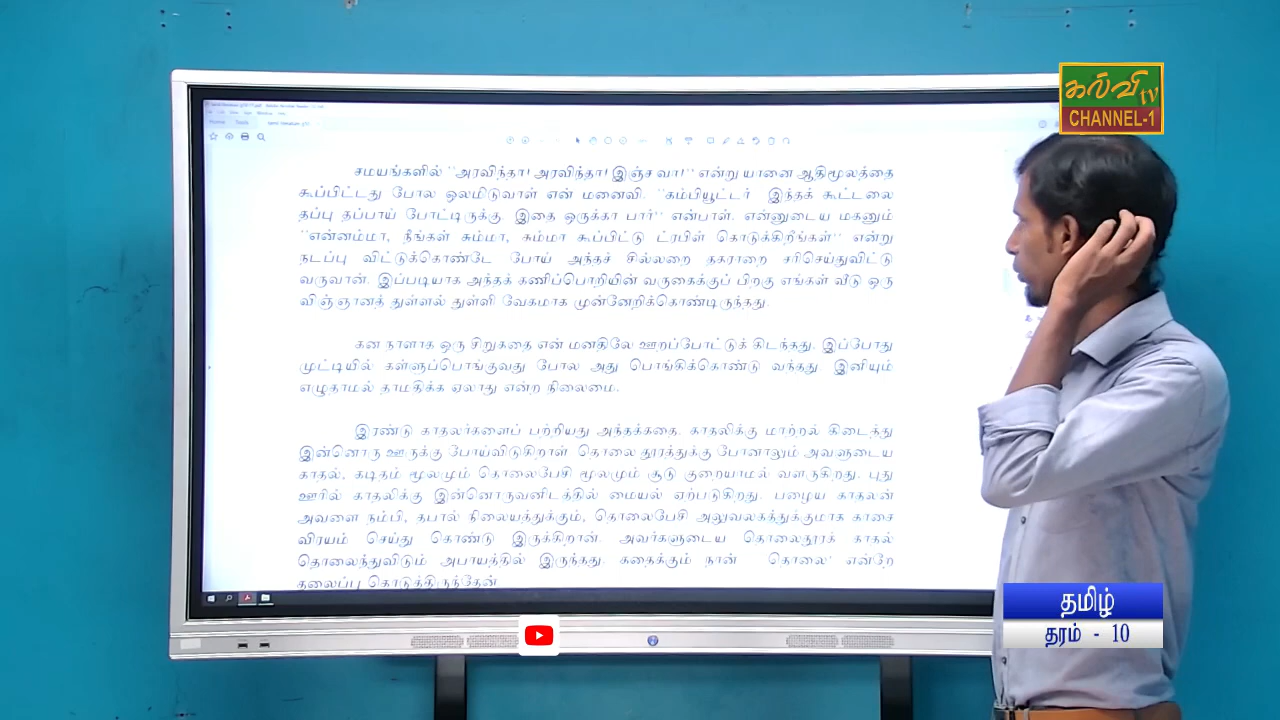 கல்வி tv
CHANNEL-1
சமயங்களில் ''அரவிந்தா! அரவிந்தா! இஞ்ச வா!'' என்று யானை ஆதிமூலத்தை
கூப்பிட்டது போல ஓலமிடுவாள் என் மனைவி. ''கம்பியூட்டர் இந்தக் கூட்டலை
தப்பு தப்பாய் போட்டிருக்கு. இதை ஒருக்கா பார்'' என்பாள். என்னுடைய மகனும்
''என்னம்மா, நீங்கள் சும்மா, சும்மா கூப்பிட்டு ட்ரபிள் கொடுக்கிறீங்கள்'' என்று
நடப்பு விட்டுக்கொண்டே போய் அந்தச் சில்லறை தகராறை சரிசெய்துவிட்டு
வருவான். இப்படியாக அந்தக் கணிப்பொறியின் வருகைக்குப் பிறகு எங்கள் வீடு ஒரு
விஞ்ஞானத் துள்ளல் துள்ளி வேகமாக முன்னேறிக்கொண்டிருந்தது.
கன நாளாக ஒரு சிறுகதை என் மனதிலே ஊறப்போட்டுக் கிடந்தது. இப்போது
முட்டியில் கள்ளுப்பொங்குவது போல அது பொங்கிக்கொண்டு வந்தது இனியும்
எழுதாமல் தாமதிக்க ஏலாது என்ற நிலைமை.
இரண்டு காதலர்களைப் பற்றியது அந்தக்கதை. காதலிக்கு மாற்றல் கிடைத்து
இன்னொரு ஊருக்கு போய்விடுகிறாள் தொலை தூரத்துக்கு போனாலும் அவளுடைய
காதல், கடிதம் மூலமும் தொலைபேசி மூலமும் சூடு குறையாமல் வளருகிறது. புது
ஊரில் காதலிக்கு இன்னொருவனிடத்தில் மையல் ஏற்படுகிறது. பழைய காதலன்
அவளை நம்பி, தபால் நிலையத்துக்கும், தொலைபேசி அலுவலகத்துக்குமாக காசை
விரயம் செய்து கொண்டு இருக்கிறான். அவர்களுடைய தொலைதூரக் காதல்
தொலைந்துவிடும் அபாயத்தில் இருந்தது. கதைக்கும் நான் 'தொலை' என்றே
தலைப்பு கொடுத்திருந்தேன்
தமிழ்
தரம் - 10